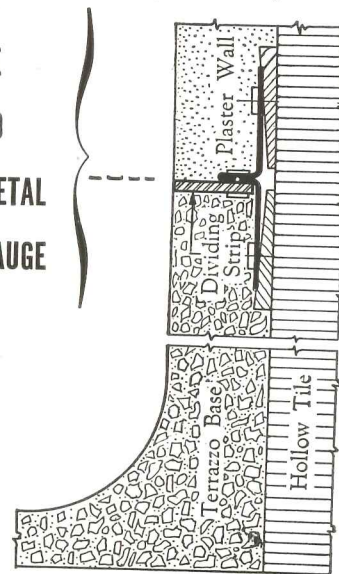 ETAL
AUGE
Plaster Wall
Dividing
Strip
Terrazzo Base
Hollow Tile